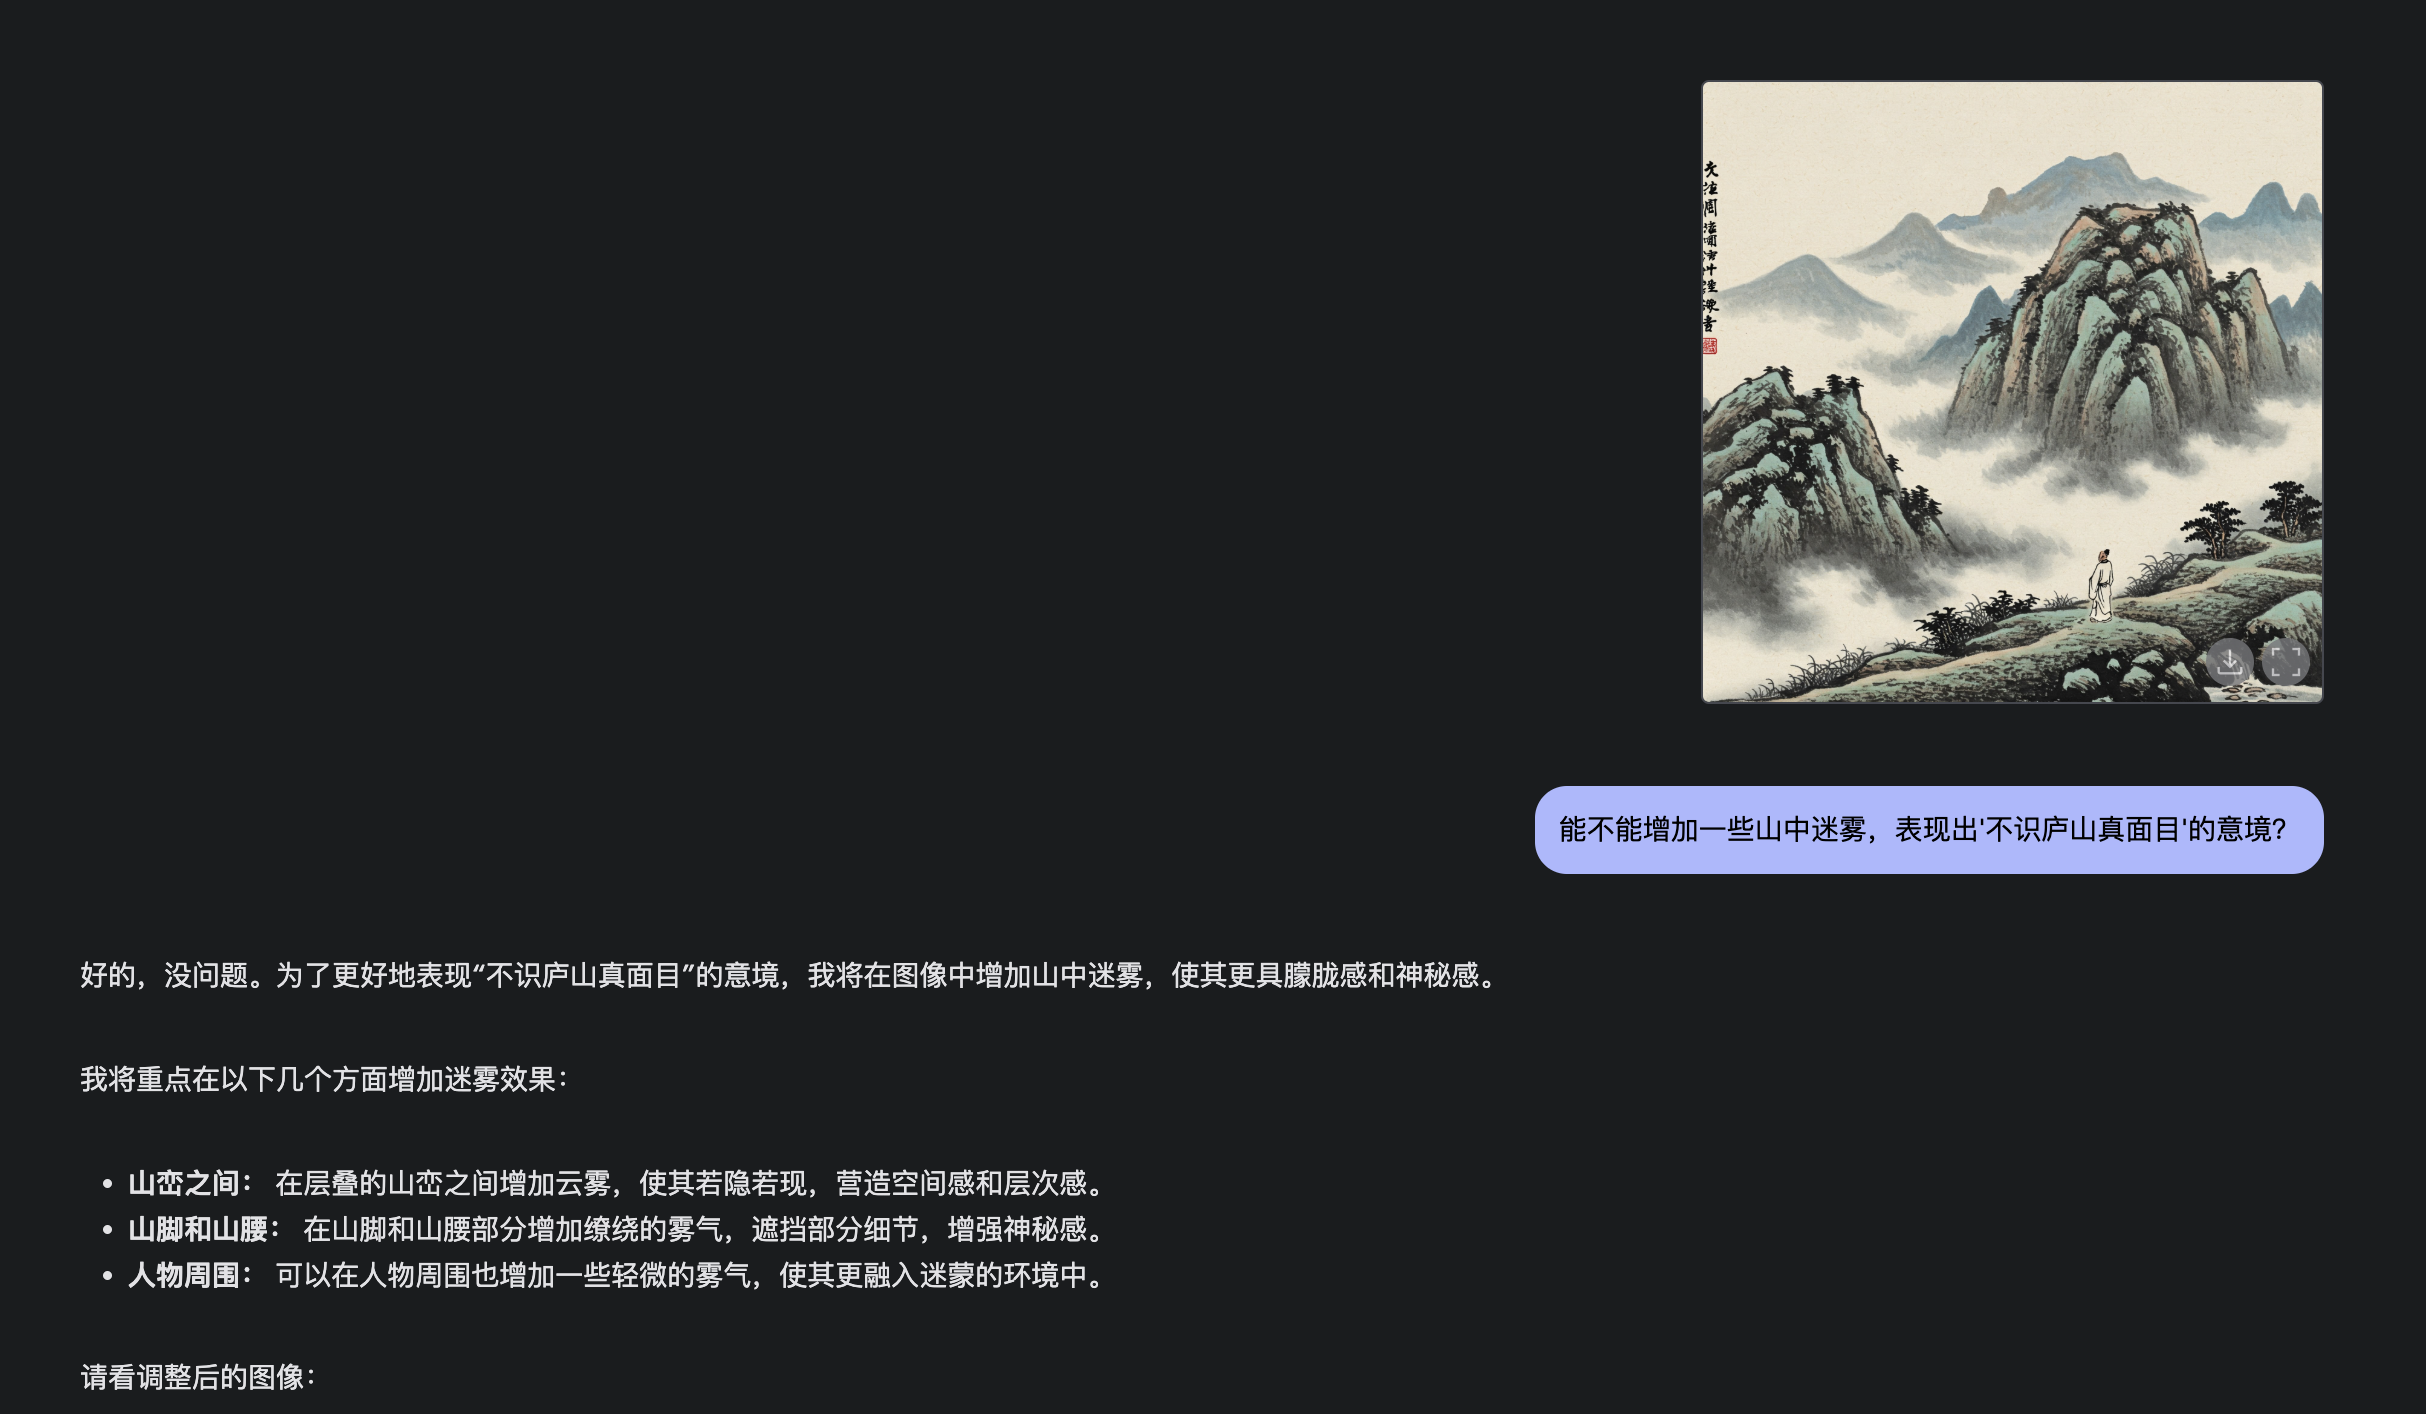 能不能增加一些山中迷雾，表现出'不识庐山真面目'的意境？
好的，没问题。为了更好地表现“不识庐山真面目”的意境，我将在图像中增加山中迷雾，使其更具朦胧感和神秘感。
我将重点在以下几个方面增加迷雾效果：
• 山峦之间： 在层叠的山峦之间增加云雾，使其若隐若现，营造空间感和层次感。
• 山脚和山腰： 在山脚和山腰部分增加缭绕的雾气，遮挡部分细节，增强神秘感。
• 人物周围： 可以在人物周围也增加一些轻微的雾气，使其更融入迷蒙的环境中。
请看调整后的图像：